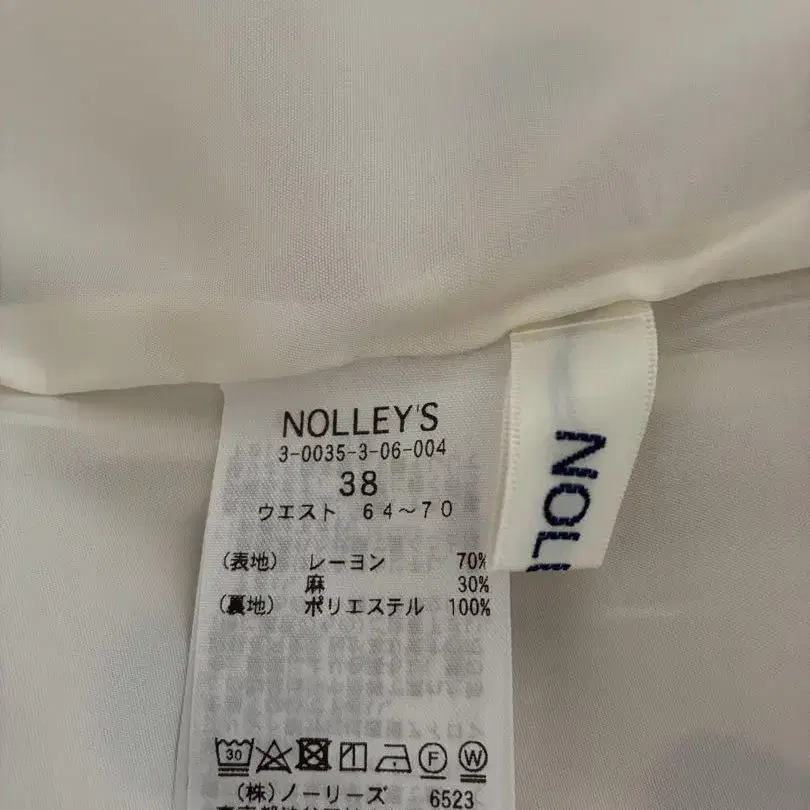 NOLLEY'S
3-0035-3-06-004
38
ウエスト 64~70
(表地) レーヨン 70%
麻 30%
(裏地) ポリエステル 100%
30
F
W
(株)ノーリーズ 6523
NOLL